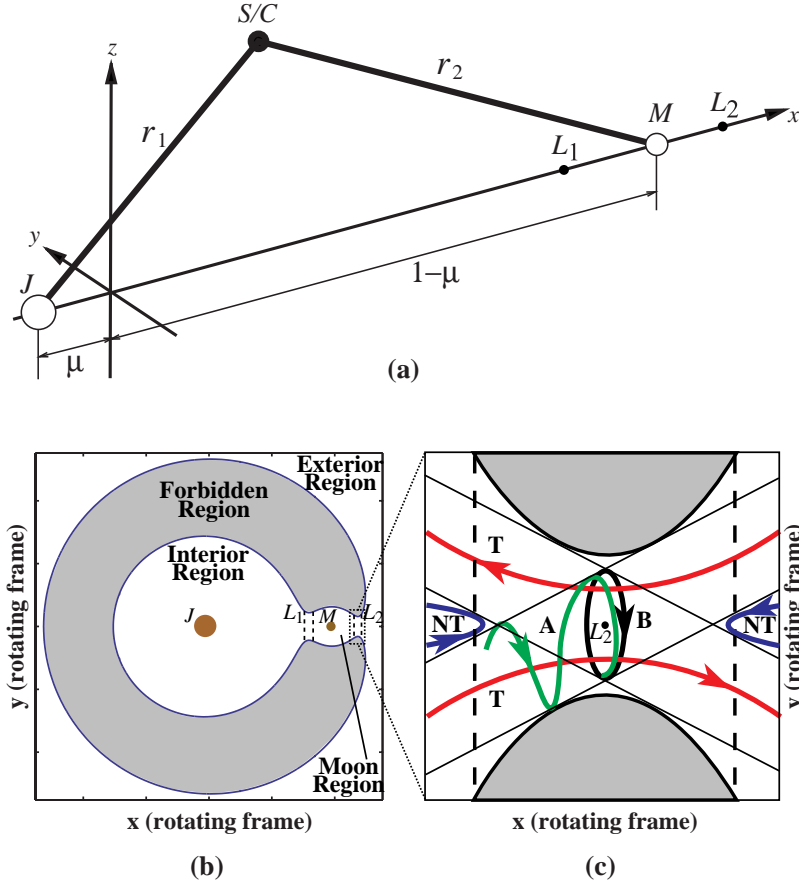 S/C
z
r2
r1
M
L2
x
L1
y
J
1−μ
μ
(a)
Exterior
Region
Forbidden
Region
Interior
Region
J
L1
M
L2
Moon
Region
y (rotating frame)
x (rotating frame)
(b)
T
NT
A
L2
B
NT
T
y (rotating frame)
x (rotating frame)
(c)